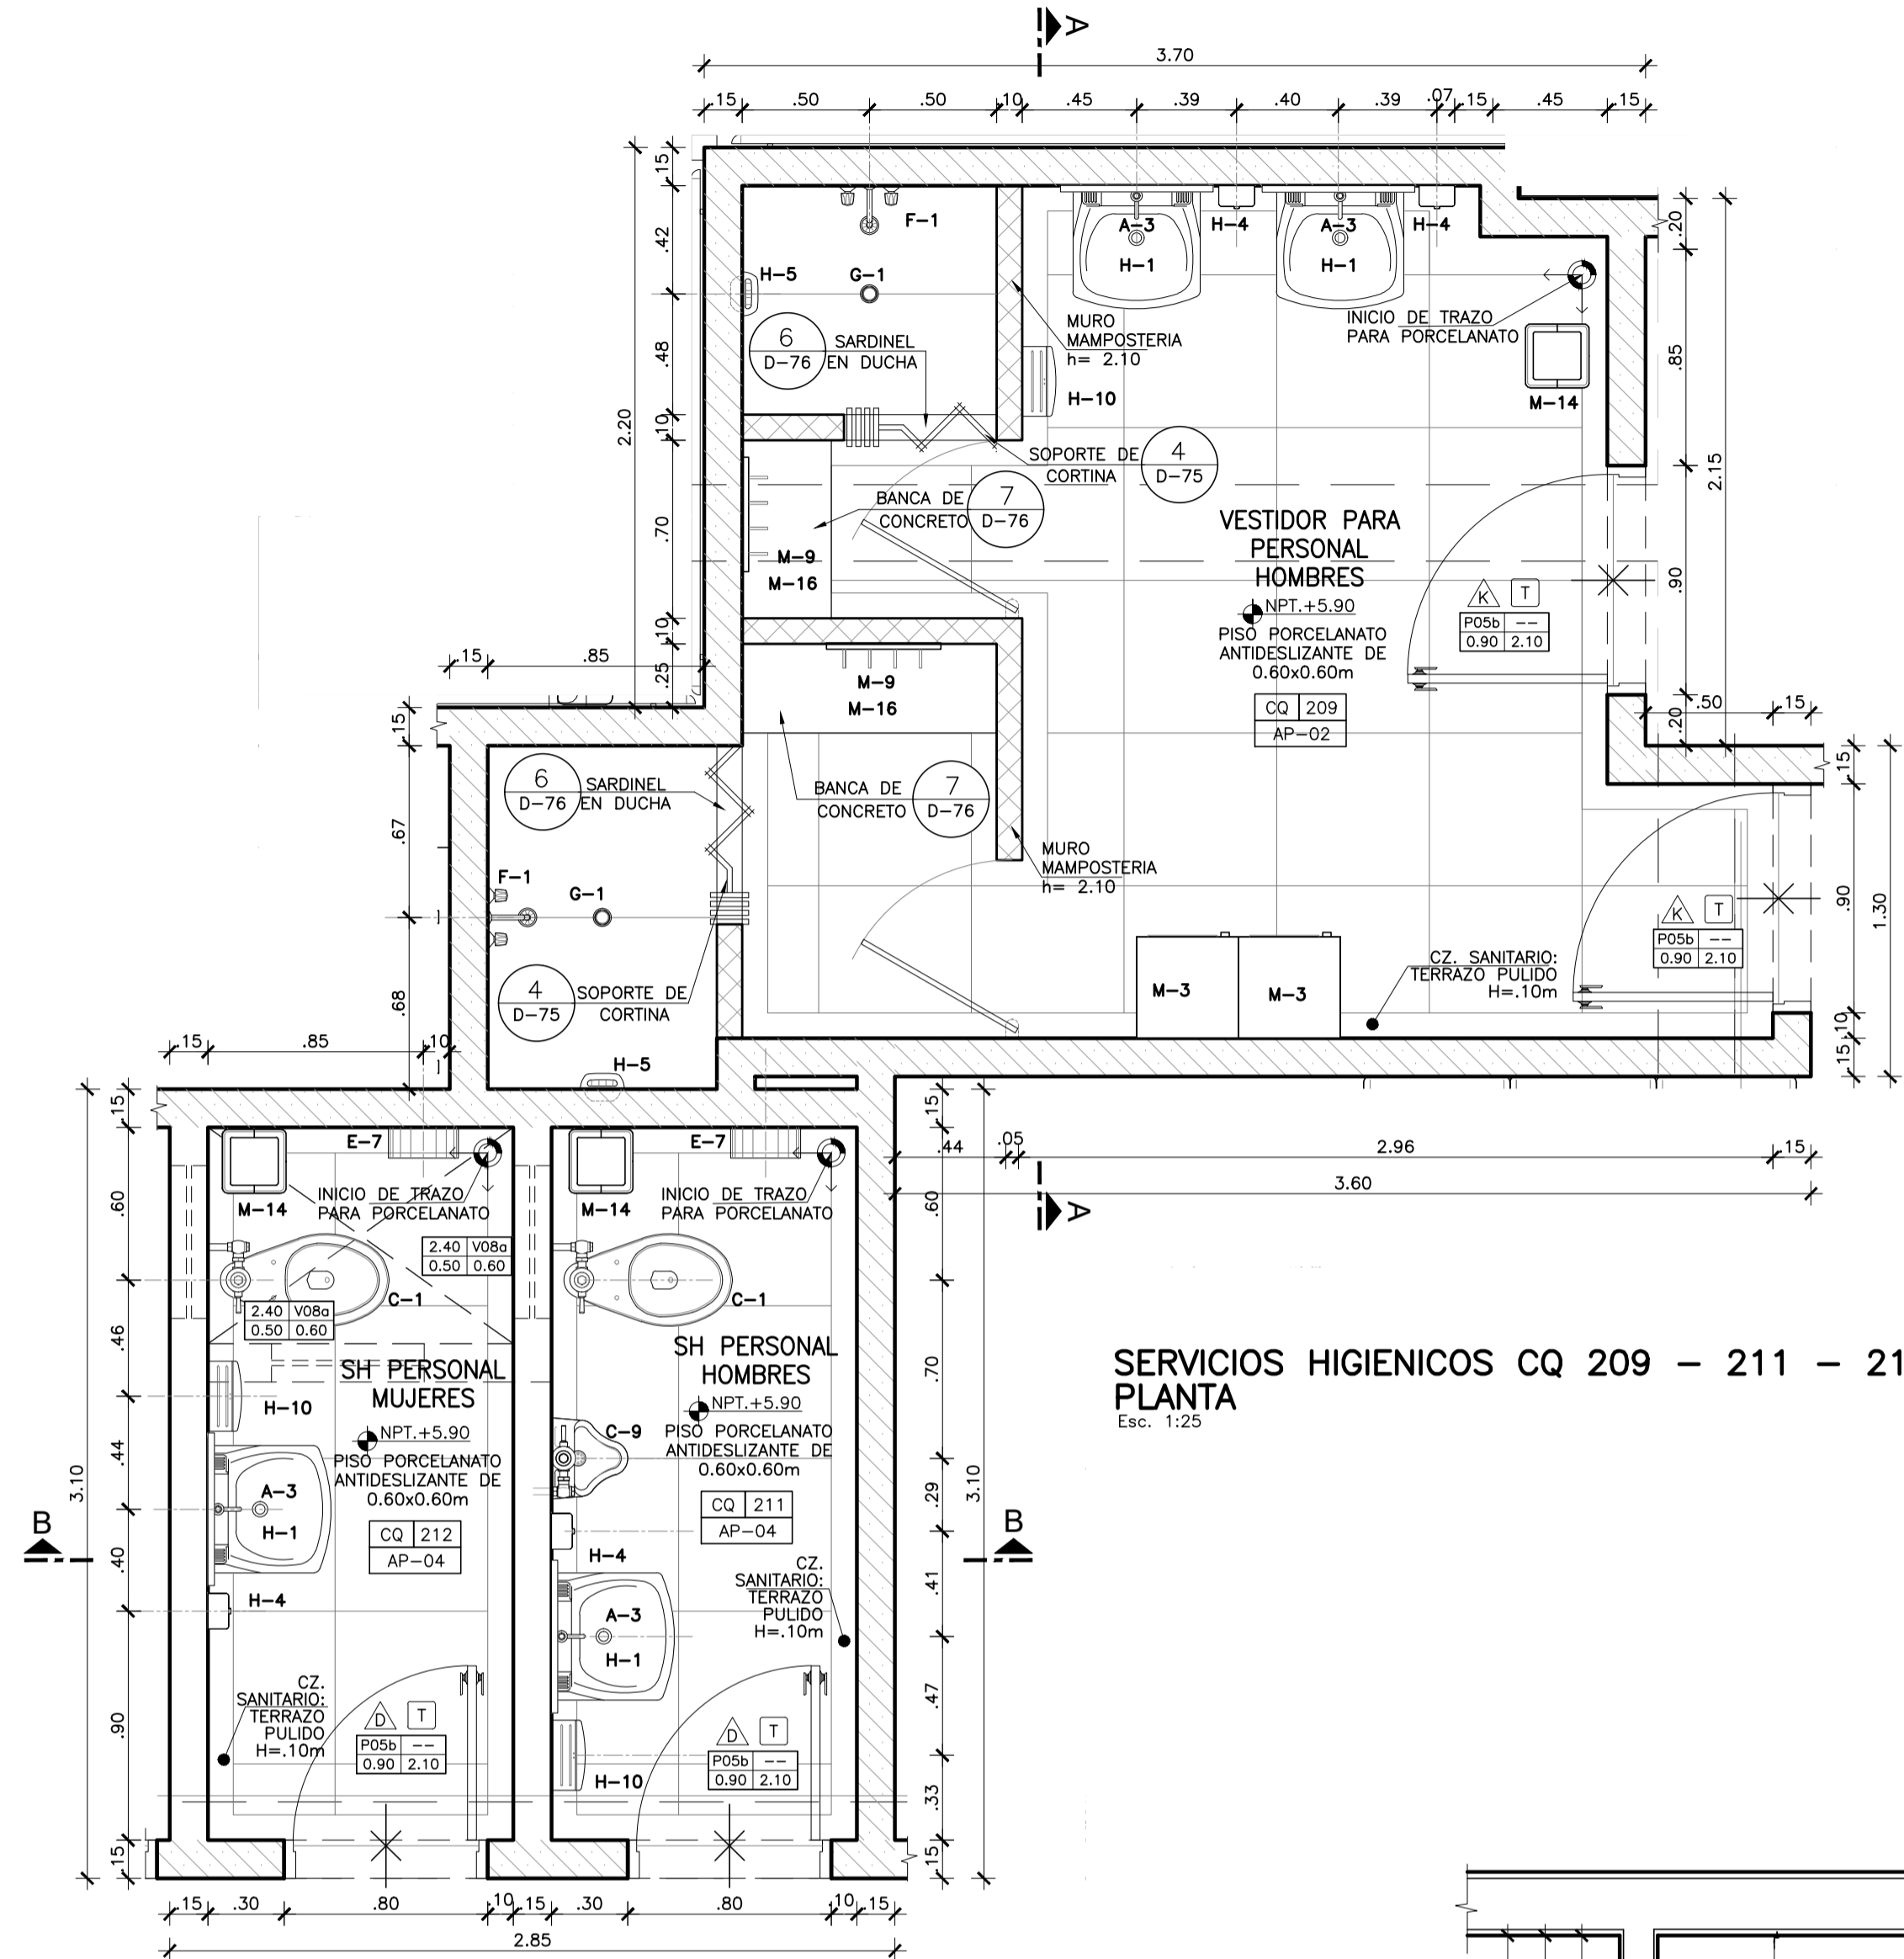 A
3.70
.15 .50 .50 .10 .45 .39 .40 .39 .07 .15 .45 .15
.15
.42
.48
.10
.70
.10
.25
2.20
F-1
H-5
G-1
6
D-76
SARDINEL
EN DUCHA
A-3
H-1
H-4
A-3
H-1
H-4
MURO
MAMPOSTERIA
h= 2.10
H-10
INICIO DE TRAZO
PARA PORCELANATO
M-14
.20
.85
.90
.20
2.15
SOPORTE DE
CORTINA
4
D-75
BANCA DE
CONCRETO
7
D-76
M-9
M-16
VESTIDOR PARA
PERSONAL
HOMBRES
NPT.+5.90
PISO PORCELANATO
ANTIDESLIZANTE DE
0.60x0.60m
CQ 209
AP-02
K T
P05b --
0.90 2.10
M-9
M-16
.15 .85
.15
.67
.68
6
D-76
SARDINEL
EN DUCHA
BANCA DE
CONCRETO
7
D-76
MURO
MAMPOSTERIA
h= 2.10
F-1
G-1
4
D-75
SOPORTE DE
CORTINA
H-5
M-3
M-3
CZ. SANITARIO:
TERRAZO PULIDO
H=.10m
K T
P05b --
0.90 2.10
.50 .15
.15
.90
.10
.15
1.30
.15 .85 .10
.44 .05 2.96 .15
3.60
A
.15
.60
.46
.44
.40
.90
.15
3.10
E-7
M-14
INICIO DE TRAZO
PARA PORCELANATO
2.40 V08a
0.50 0.60
2.40 V08a
0.50 0.60
C-1
SH PERSONAL
MUJERES
H-10
NPT.+5.90
PISO PORCELANATO
ANTIDESLIZANTE DE
0.60x0.60m
A-3
H-1
CQ 212
AP-04
H-4
CZ.
SANITARIO:
TERRAZO
PULIDO
H=.10m
D T
P05b --
0.90 2.10
E-7
M-14
INICIO DE TRAZO
PARA PORCELANATO
C-1
SH PERSONAL
HOMBRES
NPT.+5.90
C-9
PISO PORCELANATO
ANTIDESLIZANTE DE
0.60x0.60m
CQ 211
AP-04
H-4
CZ.
SANITARIO:
TERRAZO
PULIDO
H=.10m
A-3
H-1
D T
P05b --
0.90 2.10
H-10
.15
.60
.70
.29
.41
.47
.33
.15
3.10
B
B
.15 .30 .80 .10 .15 .30 .80 .10 .15
2.85
SERVICIOS HIGIENICOS CQ 209 - 211 - 21
PLANTA
Esc. 1:25